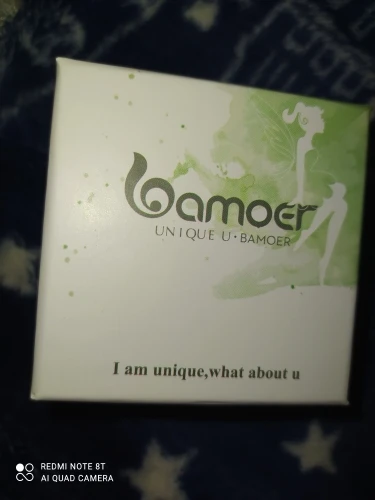 bamoer
UNIQUE U·BAMOER
I am unique,what about u
REDMI NOTE 8T
AI QUAD CAMERA